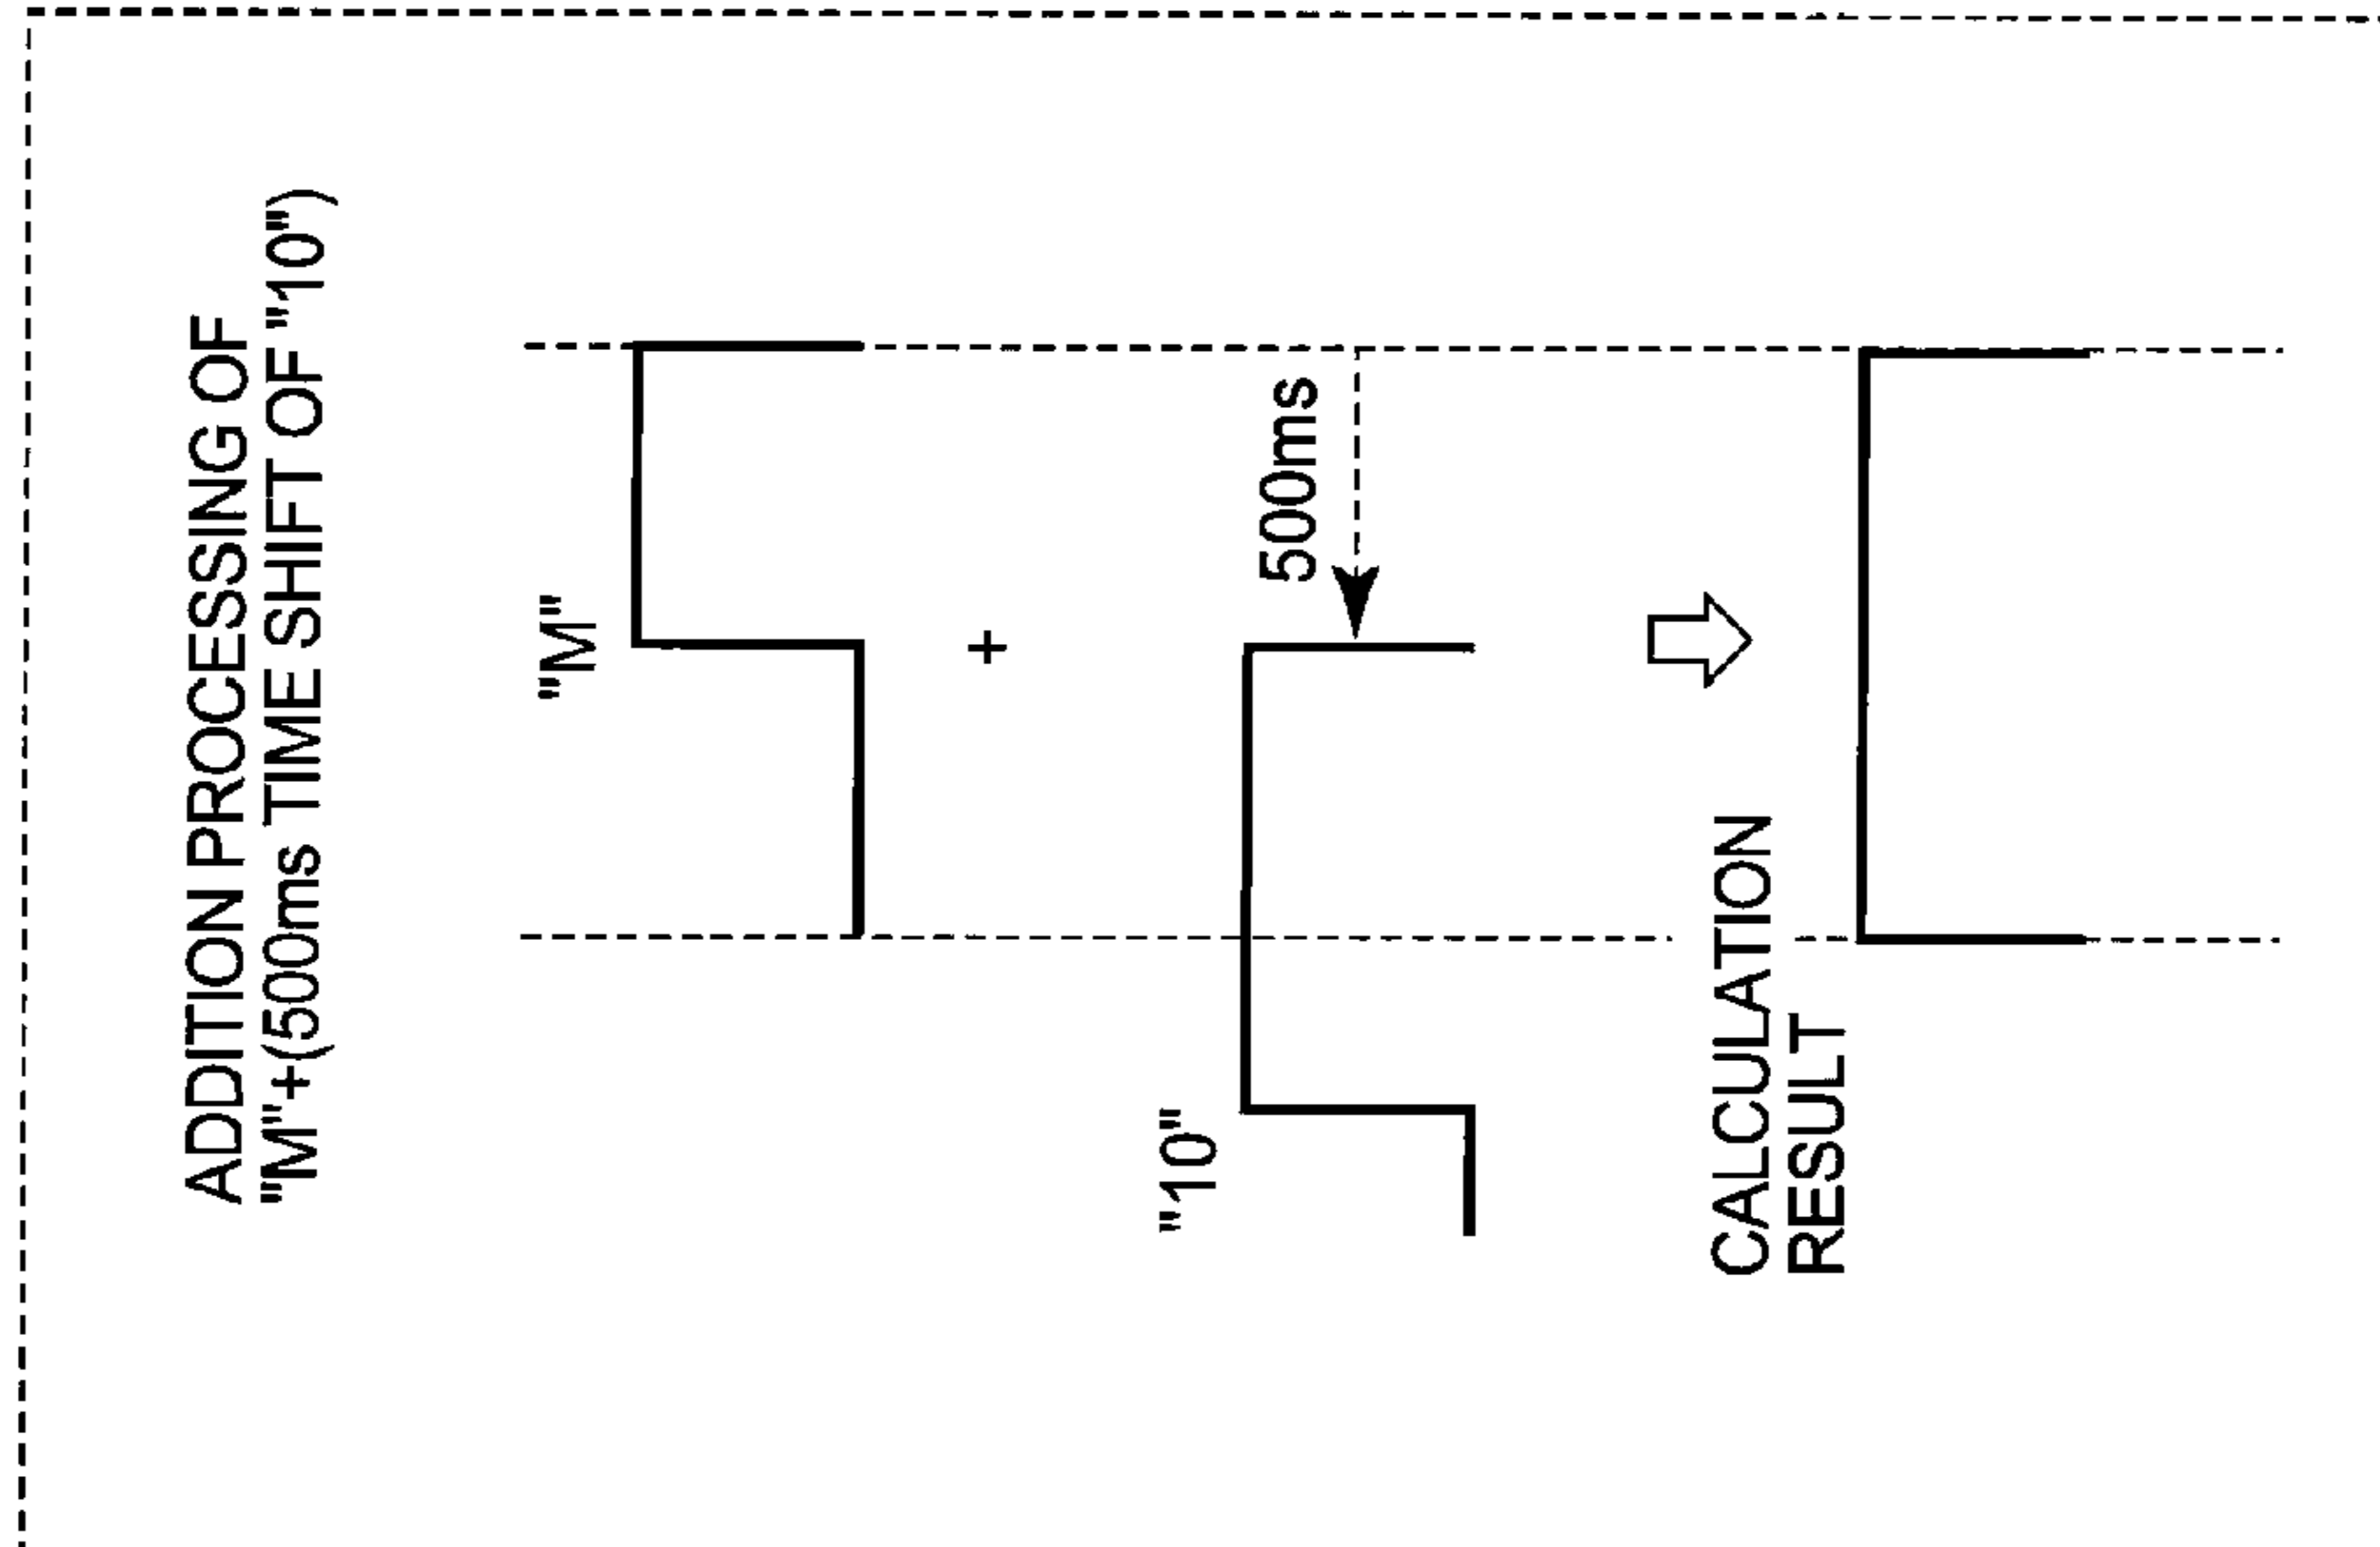 ADDITION PROCESSING OF
"M"+(500ms TIME SHIFT OF "10")
"M"
+
500ms
"10"
CALCULATION
RESULT